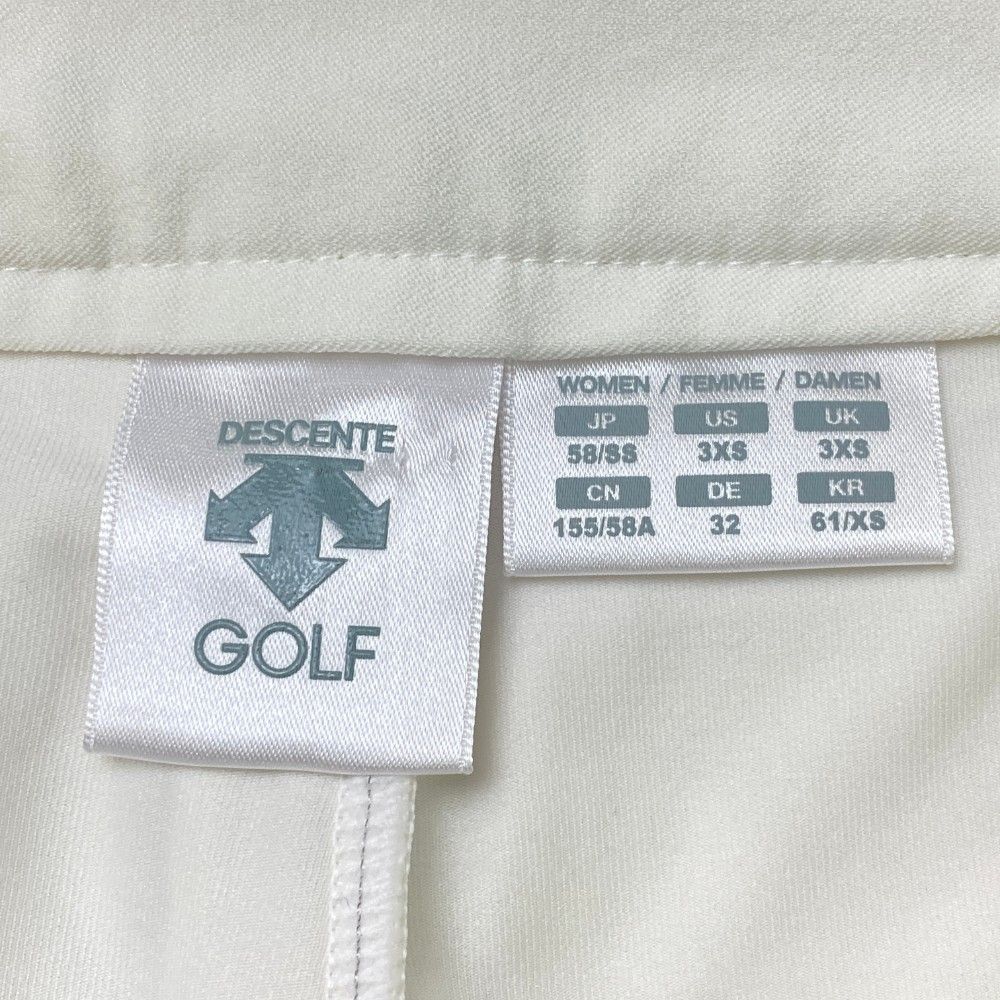 DESCENTE
GOLF
WOMEN / FEMME / DAMEN
JP US UK
58/SS 3XS 3XS
CN DE KR
155/58A 32 61/XS